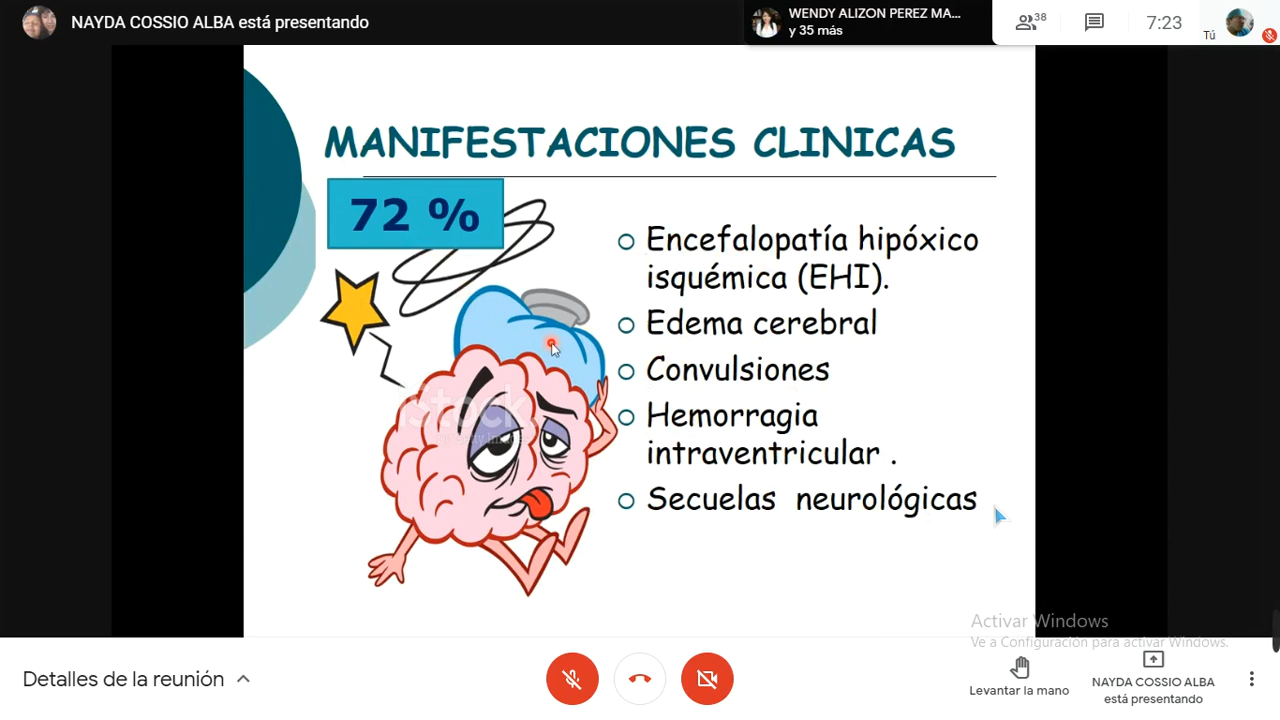 NAYDA COSSIO ALBA está presentando
WENDY ALIZON PEREZ MA...
y 35 más
38
7:23
Tú
MANIFESTACIONES CLINICAS
72 %
Encefalopatía hipóxico
isquémica (EHI).
Edema cerebral
Convulsiones
Hemorragia
intraventricular .
Secuelas neurológicas
iStock
Activar Windows
Ve a Configuración para activar Windows.
Detalles de la reunión
Levantar la mano
NAYDA COSSIO ALBA
está presentando